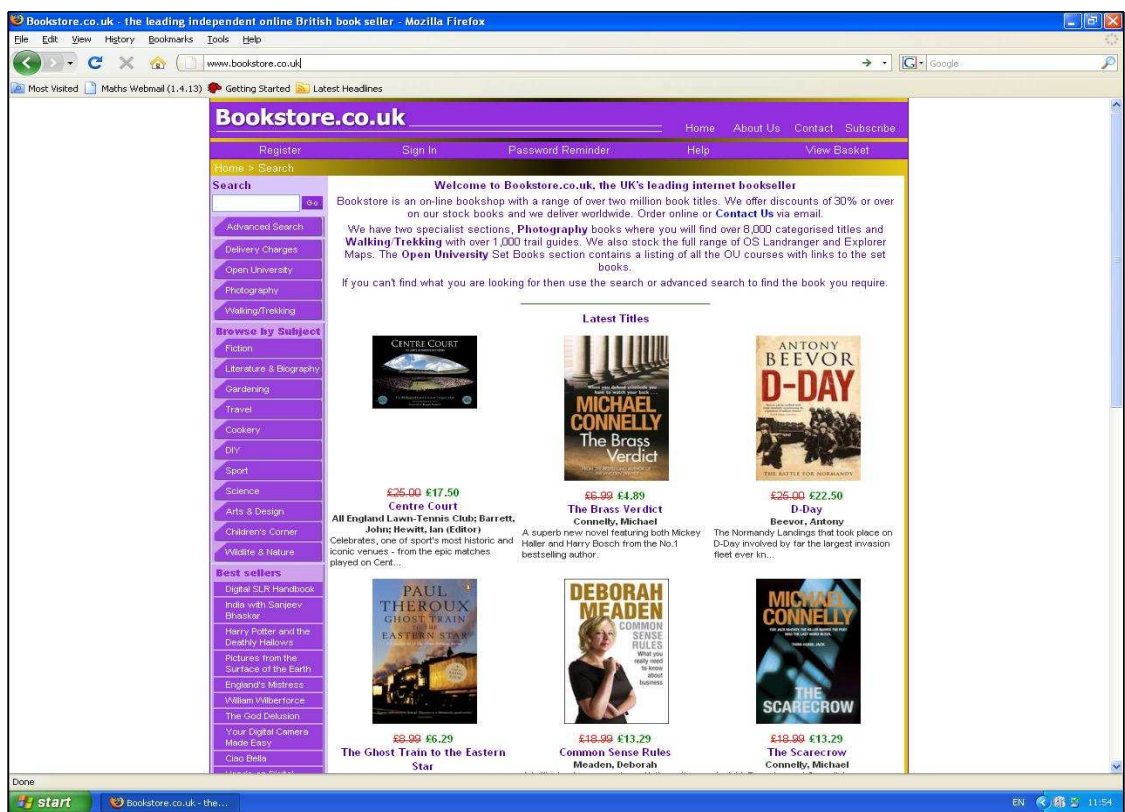 Bookstore.co.uk - the leading independent online British book seller - Mozilla Firefox
File Edit View History Bookmarks Tools Help
www.bookstore.co.uk
Google
Most Visited Maths Webmail (1.4.13) Getting Started Latest Headlines
Bookstore.co.uk
Home About Us Contact Subscribe
Register Sign In Password Reminder Help View Basket
Home > Search
Search
Go
Advanced Search
Delivery Charges
Open University
Photography
Walking/Trekking
Browse by Subject
Fiction
Literature & Biography
Gardening
Travel
Cookery
DIY
Sport
Science
Arts & Design
Children's Corner
Wildlife & Nature
Best sellers
Digital SLR Handbook
India with Sanjeev
Bhaskar
Harry Potter and the
Deathly Hallows
Pictures from the
Surface of the Earth
England's Mistress
William Wilberforce
The God Delusion
Your Digital Camera
Made Easy
Ciao Bella
Welcome to Bookstore.co.uk, the UK's leading internet bookseller
Bookstore is an on-line bookshop with a range of over two million book titles. We offer discounts of 30% or over
on our stock books and we deliver worldwide. Order online or Contact Us via email.
We have two specialist sections, Photography books where you will find over 8,000 categorised titles and
Walking/Trekking with over 1,000 trail guides. We also stock the full range of OS Landranger and Explorer
Maps. The Open University Set Books section contains a listing of all the OU courses with links to the set
books.
If you can't find what you are looking for then use the search or advanced search to find the book you require.
Latest Titles
CENTRE COURT
£25.00 £17.50
Centre Court
All England Lawn-Tennis Club; Barrett,
John; Hewitt, Ian (Editor)
Celebrates, one of sport's most historic and
iconic venues - from the epic matches
played on Cent...
When you defend criminals you
have to watch your back...
MICHAEL
CONNELLY
The Brass
Verdict
£6.99 £4.89
The Brass Verdict
Connelly, Michael
A superb new novel featuring both Mickey
Haller and Harry Bosch from the No.1
bestselling author.
ANTONY
BEEVOR
D-DAY
THE BATTLE FOR NORMANDY
£25.00 £22.50
D-Day
Beevor, Antony
The Normandy Landings that took place on
D-Day involved by far the largest invasion
fleet ever kn...
PAUL
THEROUX
GHOST TRAIN
TO THE
EASTERN STAR
£8.99 £6.29
The Ghost Train to the Eastern
Star
DEBORAH
MEADEN
COMMON
SENSE
RULES
What you
really need
to know
about
business
£18.99 £13.29
Common Sense Rules
Meaden, Deborah
MICHAEL
CONNELLY
THE
SCARECROW
£18.99 £13.29
The Scarecrow
Connelly, Michael
Done
start Bookstore.co.uk - the... EN 11:54